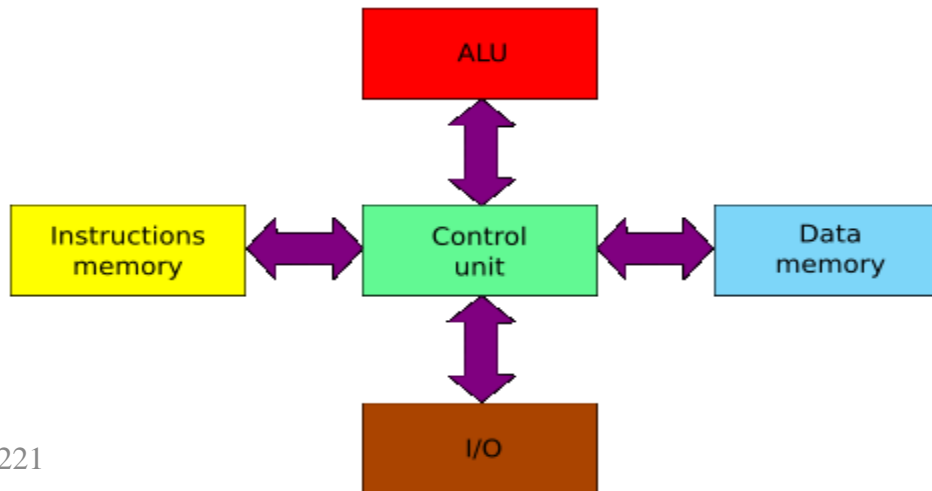 ALU
Instructions
memory
Control
unit
Data
memory
I/O
221